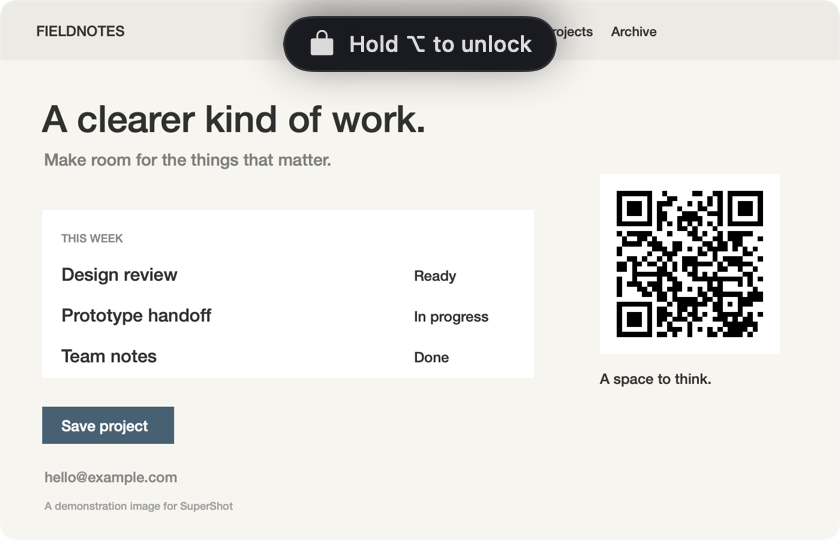 FIELDNOTES
Hold ⌥ to unlock
Archive
A clearer kind of work.
Make room for the things that matter.
THIS WEEK
Design review Ready
Prototype handoff In progress
Team notes Done
A space to think.
Save project
hello@example.com
A demonstration image for SuperShot